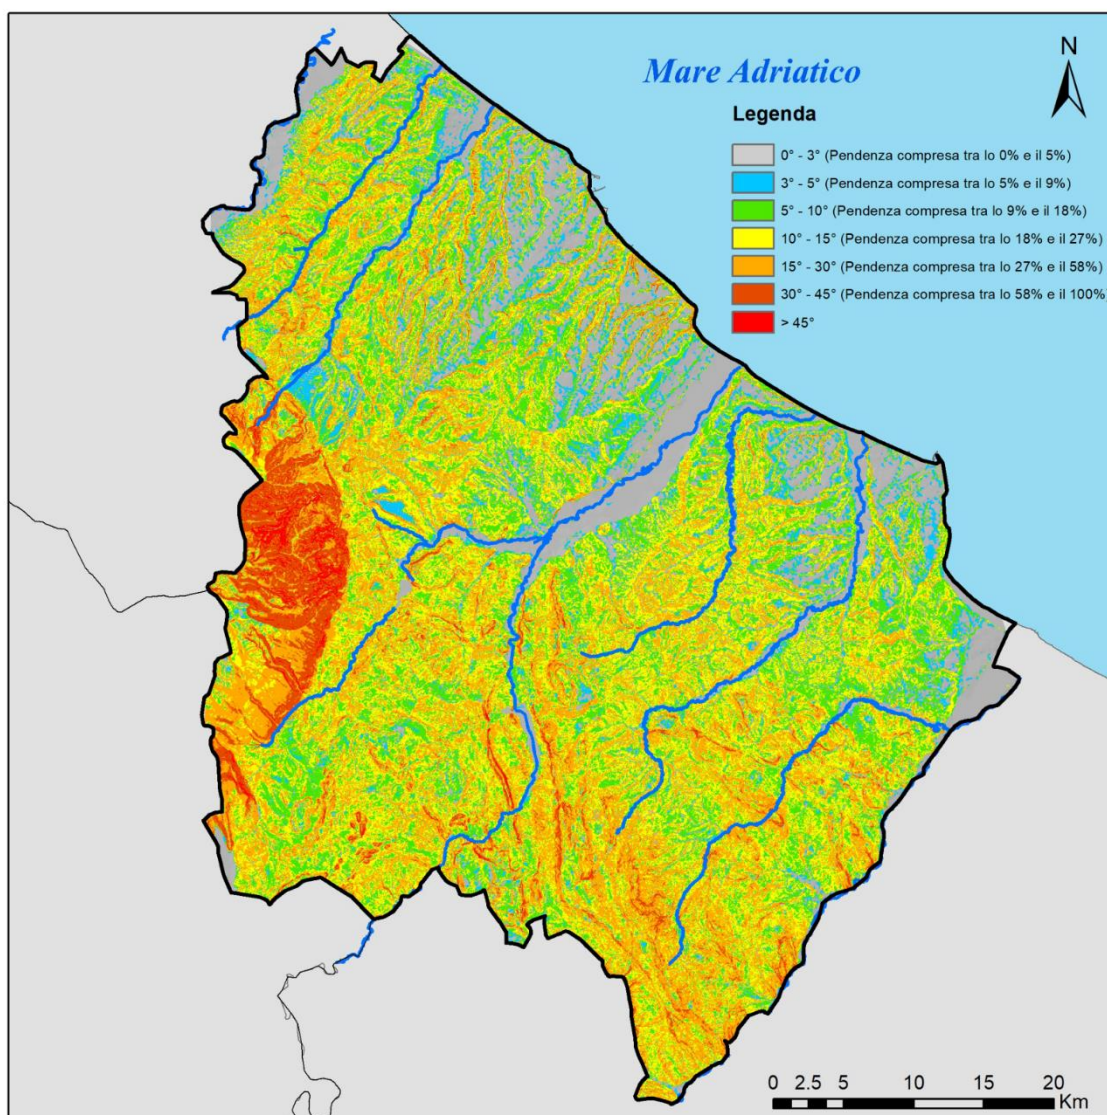 Mare Adriatico
N
Legenda
0° - 3° (Pendenza compresa tra lo 0% e il 5%)
3° - 5° (Pendenza compresa tra lo 5% e il 9%)
5° - 10° (Pendenza compresa tra lo 9% e il 18%)
10° - 15° (Pendenza compresa tra lo 18% e il 27%)
15° - 30° (Pendenza compresa tra lo 27% e il 58%)
30° - 45° (Pendenza compresa tra lo 58% e il 100%
> 45°
0 2.5 5 10 15 20
Km